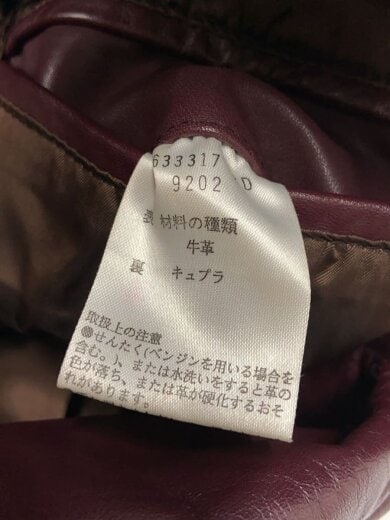 633317
9202 D
表 材料の種類
牛革
裏 キュプラ
取扱上の注意
●せんたく(ベンジンを用いる場合を
含む。)、または水洗いをすると革の
色が落ち、または革が硬化するおそ
れがあります。